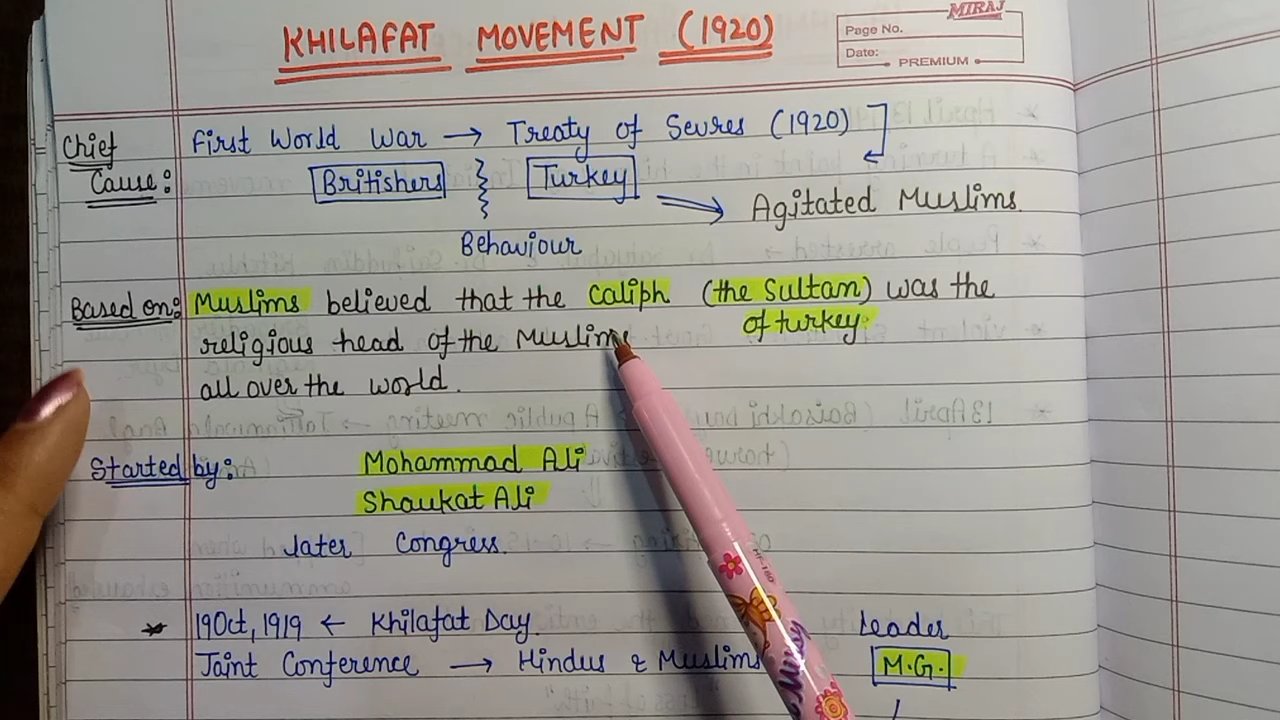 KHILAFAT MOVEMENT (1920)
MIRAJ
Page No.
Date:
PREMIUM
Chief Cause:
First World War → Treaty of Sevres (1920)
Britishers Turkey
⇒ Agitated Muslims
Behaviour
Based on: Muslims believed that the Caliph (the Sultan) was the
of turkey.
religious head of the Muslims
all over the world.
Started by: Mohammad Ali
Shaukat Ali
later Congress.
* 19 Oct, 1919 ← Khilafat Day.
Leader
Joint Conference → Hindus & Muslims
M.G.